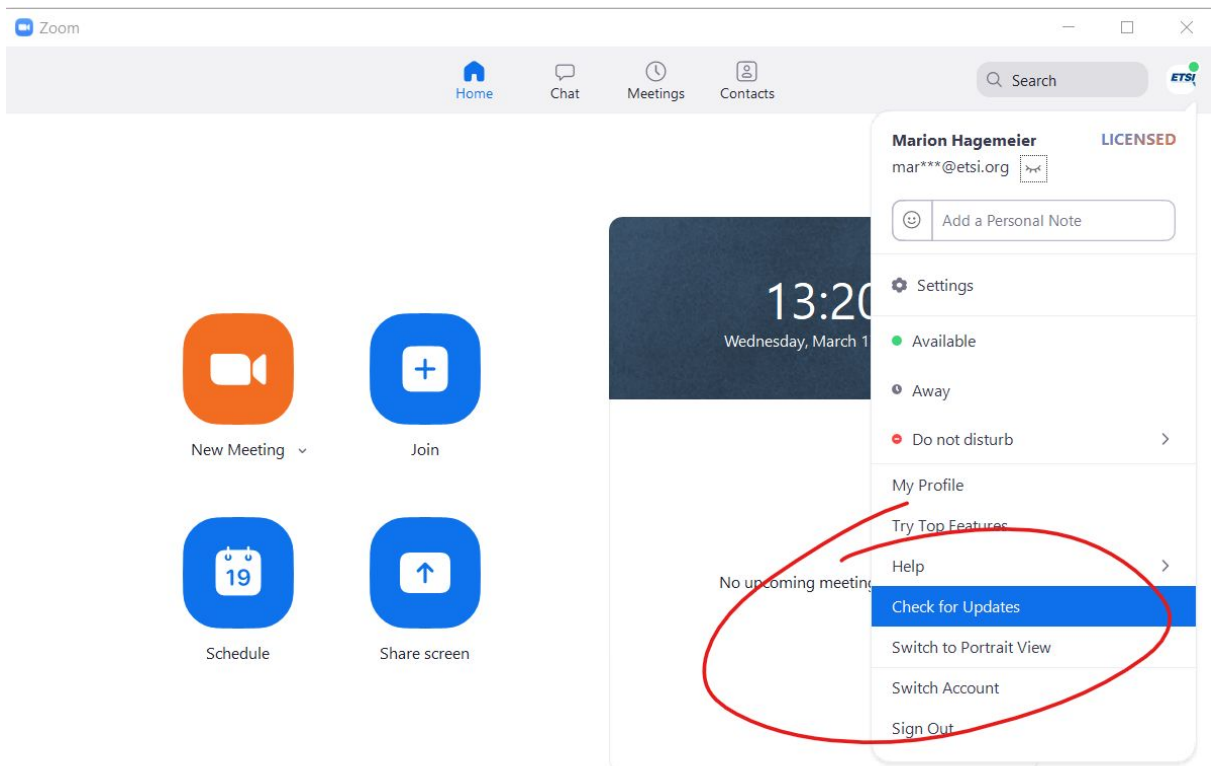 Zoom
Home
Chat
Meetings
Contacts
Search
ETSI
Marion Hagemeier
LICENSED
mar***@etsi.org
Add a Personal Note
Settings
13:20
Wednesday, March 1
Available
Away
Do not disturb
New Meeting
Join
My Profile
Try Top Features
Help
No upcoming meeting
Check for Updates
19
Switch to Portrait View
Schedule
Share screen
Switch Account
Sign Out